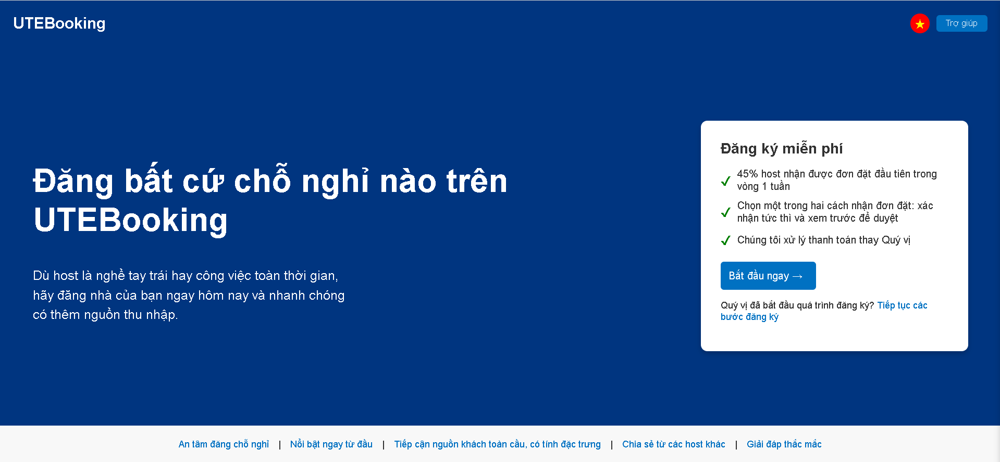 UTEBooking
Trợ giúp
Đăng bất cứ chỗ nghỉ nào trên
UTEBooking
Dù host là nghề tay trái hay công việc toàn thời gian,
hãy đăng nhà của bạn ngay hôm nay và nhanh chóng
có thêm nguồn thu nhập.
Đăng ký miễn phí
45% host nhận được đơn đặt đầu tiên trong
vòng 1 tuần
Chọn một trong hai cách nhận đơn đặt: xác
nhận tức thì và xem trước để duyệt
Chúng tôi xử lý thanh toán thay Quý vị
Bắt đầu ngay →
Quý vị đã bắt đầu quá trình đăng ký? Tiếp tục các
bước đăng ký
An tâm đăng chỗ nghỉ | Nổi bật ngay từ đầu | Tiếp cận nguồn khách toàn cầu, có tính đặc trưng | Chia sẻ từ các host khác | Giải đáp thắc mắc